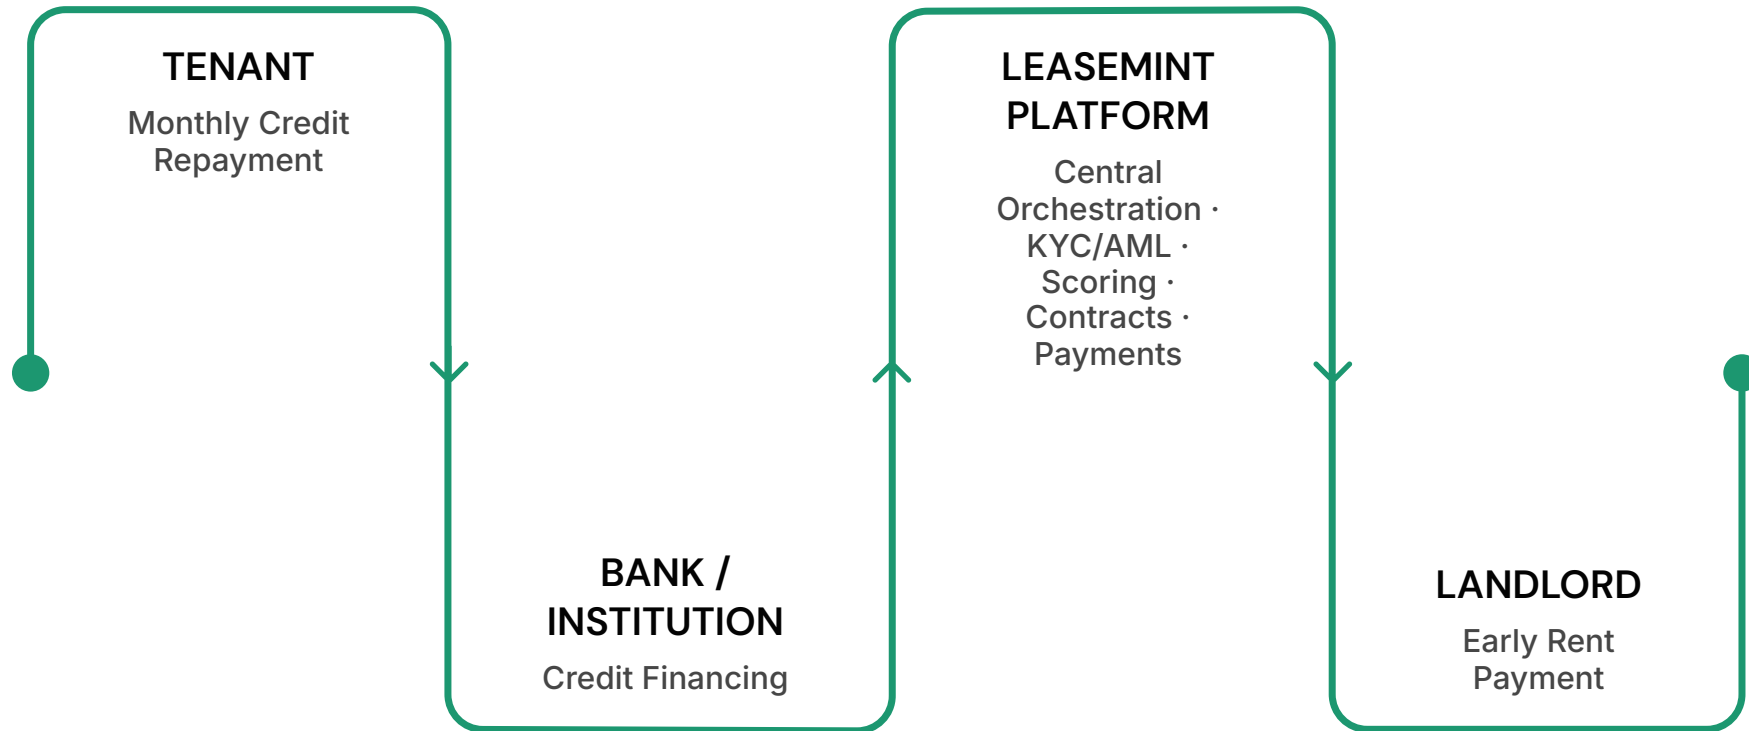 TENANT
Monthly Credit
Repayment
BANK /
INSTITUTION
Credit Financing
LEASEMINT
PLATFORM
Central
Orchestration ·
KYC/AML ·
Scoring ·
Contracts ·
Payments
LANDLORD
Early Rent
Payment